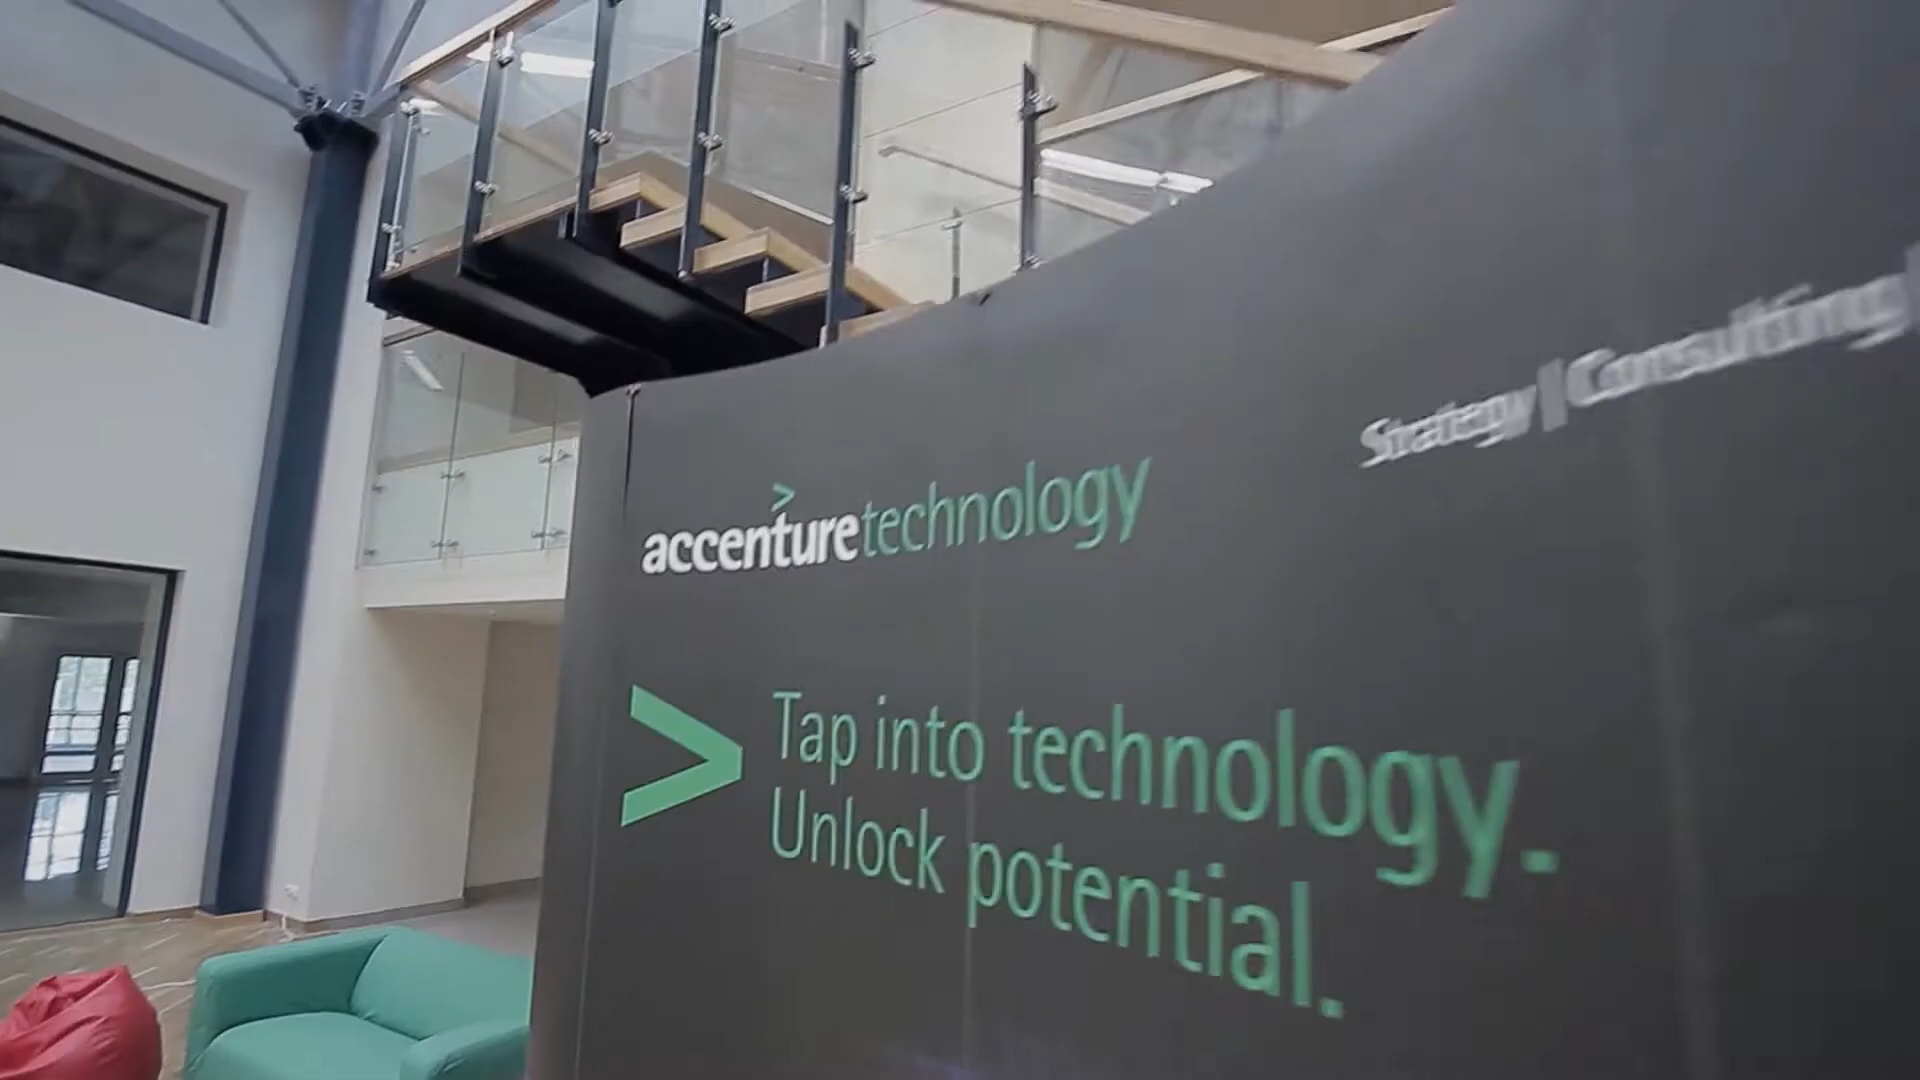 accenturetechnology
Strategy | Consulting |
> Tap into technology.
Unlock potential.